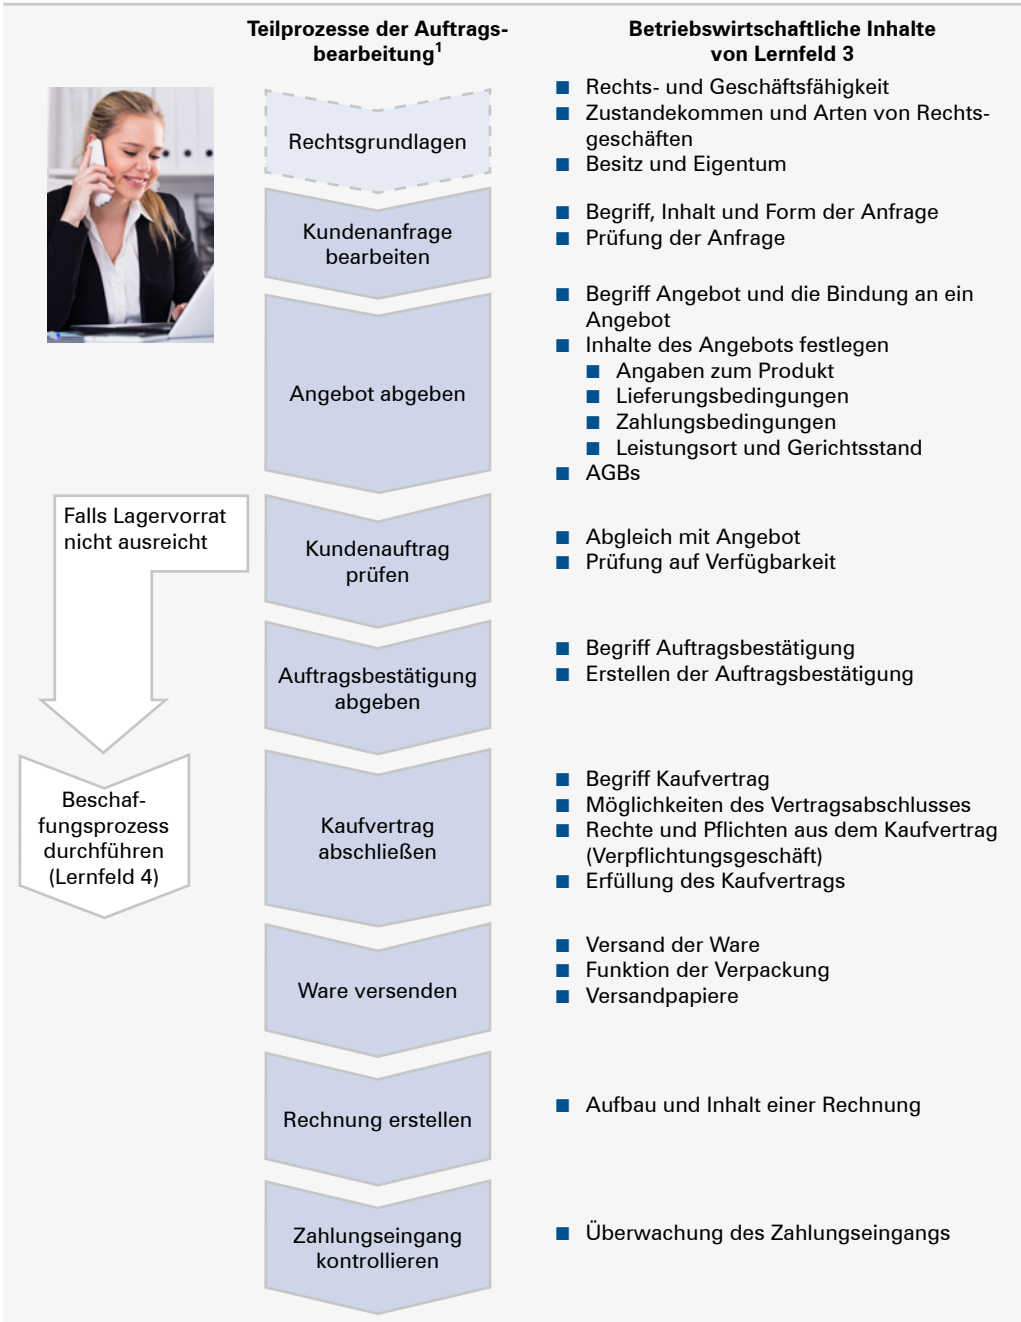 Teilprozesse der Auftrags-
bearbeitung¹
Betriebswirtschaftliche Inhalte
von Lernfeld 3
Rechtsgrundlagen
■ Rechts- und Geschäftsfähigkeit
■ Zustandekommen und Arten von Rechts-
geschäften
■ Besitz und Eigentum
Kundenanfrage
bearbeiten
■ Begriff, Inhalt und Form der Anfrage
■ Prüfung der Anfrage
Angebot abgeben
■ Begriff Angebot und die Bindung an ein
Angebot
■ Inhalte des Angebots festlegen
■ Angaben zum Produkt
■ Lieferungsbedingungen
■ Zahlungsbedingungen
■ Leistungsort und Gerichtsstand
■ AGBs
Falls Lagervorrat
nicht ausreicht
Kundenauftrag
prüfen
■ Abgleich mit Angebot
■ Prüfung auf Verfügbarkeit
Auftragsbestätigung
abgeben
■ Begriff Auftragsbestätigung
■ Erstellen der Auftragsbestätigung
Beschaf-
fungsprozess
durchführen
(Lernfeld 4)
Kaufvertrag
abschließen
■ Begriff Kaufvertrag
■ Möglichkeiten des Vertragsabschlusses
■ Rechte und Pflichten aus dem Kaufvertrag
(Verpflichtungsgeschäft)
■ Erfüllung des Kaufvertrags
Ware versenden
■ Versand der Ware
■ Funktion der Verpackung
■ Versandpapiere
Rechnung erstellen
■ Aufbau und Inhalt einer Rechnung
Zahlungseingang
kontrollieren
■ Überwachung des Zahlungseingangs